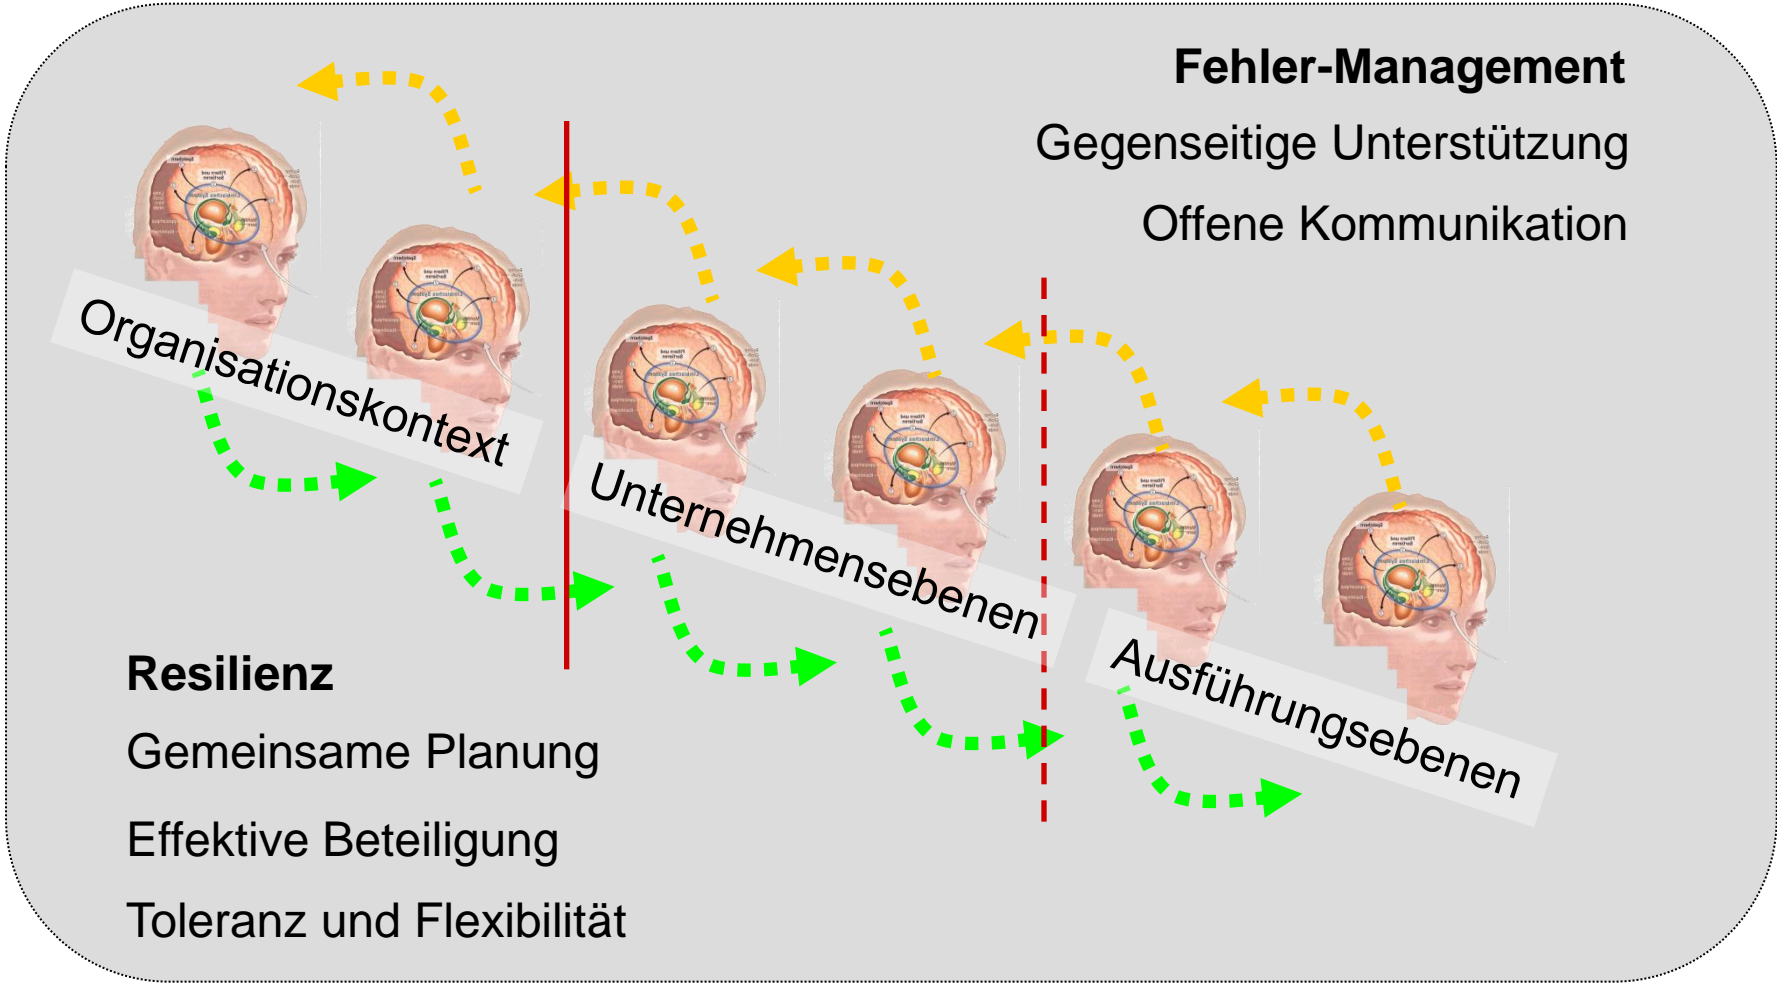 Fehler-Management
Gegenseitige Unterstützung
Offene Kommunikation
Organisationskontext
Unternehmensebenen
Ausführungsebenen
Resilienz
Gemeinsame Planung
Effektive Beteiligung
Toleranz und Flexibilität